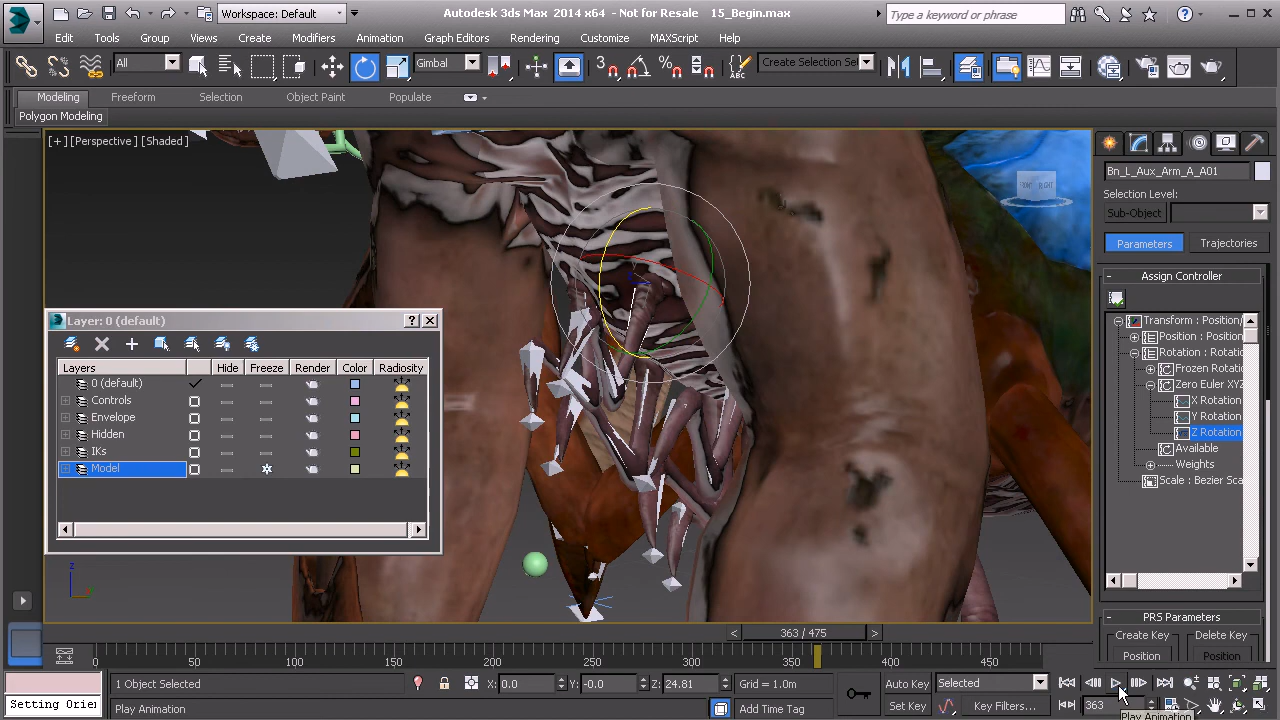 Workspace: Default
Autodesk 3ds Max 2014 x64 - Not for Resale 15_Begin.max
Type a keyword or phrase
Edit Tools Group Views Create Modifiers Animation Graph Editors Rendering Customize MAXScript Help
All
Gimbal
Create Selection Se
Modeling Freeform Selection Object Paint Populate
Polygon Modeling
[+] [Perspective] [Shaded]
RIGHT
Bn_L_Aux_Arm_A_A01
Selection Level:
Sub-Object
Parameters Trajectories
- Assign Controller
Transform : Position/
Position : Position
Rotation : Rotatio
Frozen Rotation
Zero Euler XYZ
X Rotation
Y Rotation
Z Rotation
Available
Weights
Scale : Bezier Sca
- PRS Parameters
Create Key Delete Key
Position Position
Layer: 0 (default)
Layers Hide Freeze Render Color Radiosity
0 (default)
Controls
Envelope
Hidden
IKs
Model
< 363 / 475 >
0 50 100 150 200 250 300 350 400 450
1 Object Selected
X: 0.0 Y: -0.0 Z: 24.81 Grid = 1.0m
Auto Key Selected
Setting Orie
Play Animation
Add Time Tag
Set Key Key Filters...
363
Play Animation